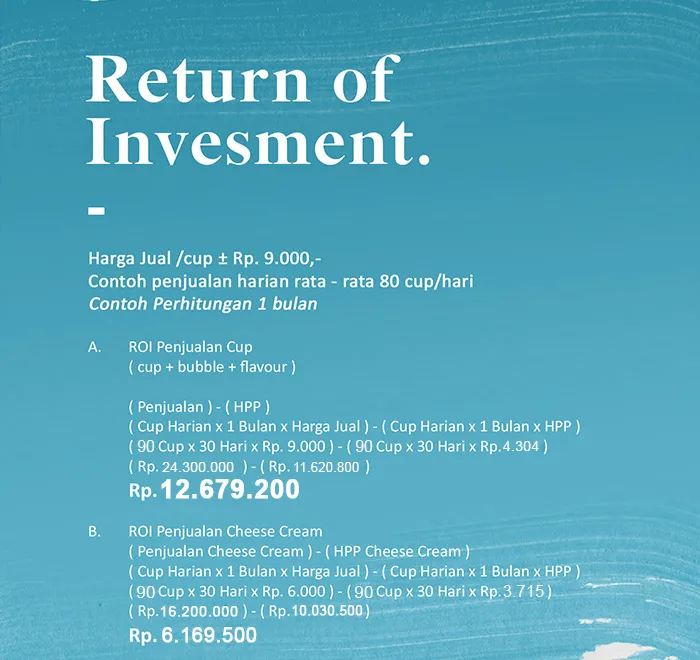 Return of
Invesment.
-
Harga Jual /cup ± Rp. 9.000,-
Contoh penjualan harian rata - rata 80 cup/hari
Contoh Perhitungan 1 bulan
A. ROI Penjualan Cup
( cup + bubble + flavour )
( Penjualan ) - ( HPP )
( Cup Harian x 1 Bulan x Harga Jual ) - ( Cup Harian x 1 Bulan x HPP )
( 90 Cup x 30 Hari x Rp. 9.000 ) - ( 90 Cup x 30 Hari x Rp.4.304 )
( Rp. 24.300.000 ) - ( Rp. 11.620.800 )
Rp. 12.679.200
B. ROI Penjualan Cheese Cream
( Penjualan Cheese Cream ) - ( HPP Cheese Cream )
( Cup Harian x 1 Bulan x Harga Jual ) - ( Cup Harian x 1 Bulan x HPP )
( 90 Cup x 30 Hari x Rp. 6.000 ) - ( 90 Cup x 30 Hari x Rp. 3.715 )
( Rp.16.200.000 ) - ( Rp.10.030.500 )
Rp. 6.169.500